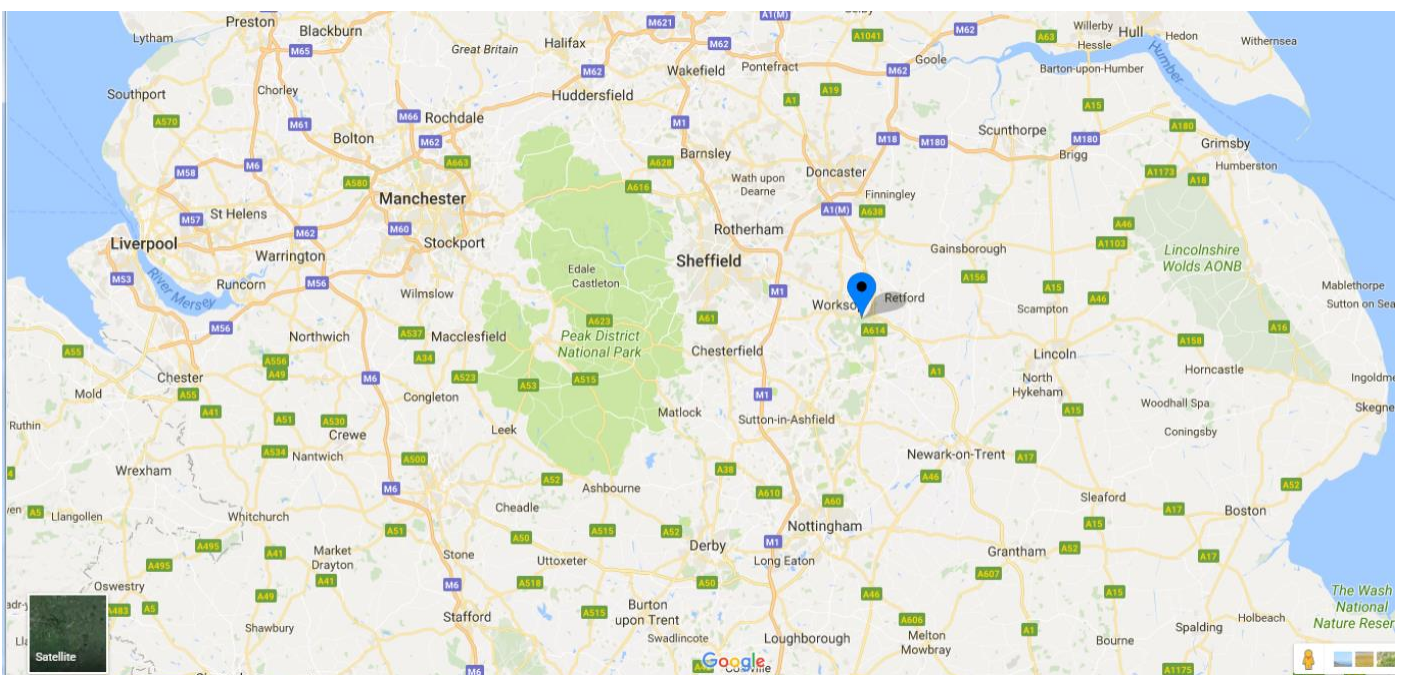 Preston
Blackburn
M621
A1(M)
Lytham
M65
Great Britain
Halifax
M62
A1041
M62
A63
Willerby
Hull
Hedon
Hessle
Withernsea
Humber
Southport
Chorley
M62
Wakefield
Pontefract
M62
Goole
Barton-upon-Humber
A570
M61
M66
Rochdale
Huddersfield
A1
A19
A15
Bolton
M62
M1
M18
M180
Scunthorpe
M180
A180
Grimsby
M58
M6
A663
A628
Barnsley
Brigg
Humberston
A580
A616
Wath upon
Dearne
Doncaster
A1173
A18
Manchester
Finningley
M57
St Helens
M62
M60
A1(M)
A638
A46
Liverpool
Warrington
Stockport
Rotherham
Gainsborough
A1103
Lincolnshire
Wolds AONB
Sheffield
M53
River Mersey
Runcorn
M56
Wilmslow
Edale
Castleton
M1
Retford
A156
A15
A46
Mablethorpe
Sutton on Sea
Scampton
M56
Northwich
A537
Macclesfield
A623
A61
A614
A16
Peak District
National Park
A158
A55
A556
A34
Chesterfield
Lincoln
Chester
A49
M6
A523
A53
A515
A1
North
Hykeham
Horncastle
Mold
A55
Congleton
M1
A15
Woodhall Spa
A41
A51
A530
Matlock
Sutton-in-Ashfield
Ruthin
Crewe
Leek
Coningsby
A534
Nantwich
A500
Newark-on-Trent
A17
Wrexham
M6
A52
A38
A46
Ashbourne
A610
A60
A52
Sleaford
A5
Llangollen
Whitchurch
Cheadle
A17
Boston
A51
A50
A515
A52
Nottingham
A15
A495
A41
Market
Drayton
Stone
Uttoxeter
Derby
M1
Long Eaton
Grantham
A52
A17
A495
A41
A518
A50
A607
Oswestry
M6
A46
A15
The Wash
National
A483
A5
A49
Stafford
A515
Burton
upon Trent
A606
Spalding
Holbeach
Shawbury
Swadlincote
Loughborough
Melton
Mowbray
A1
Bourne
Satellite
Google
M6
A1175